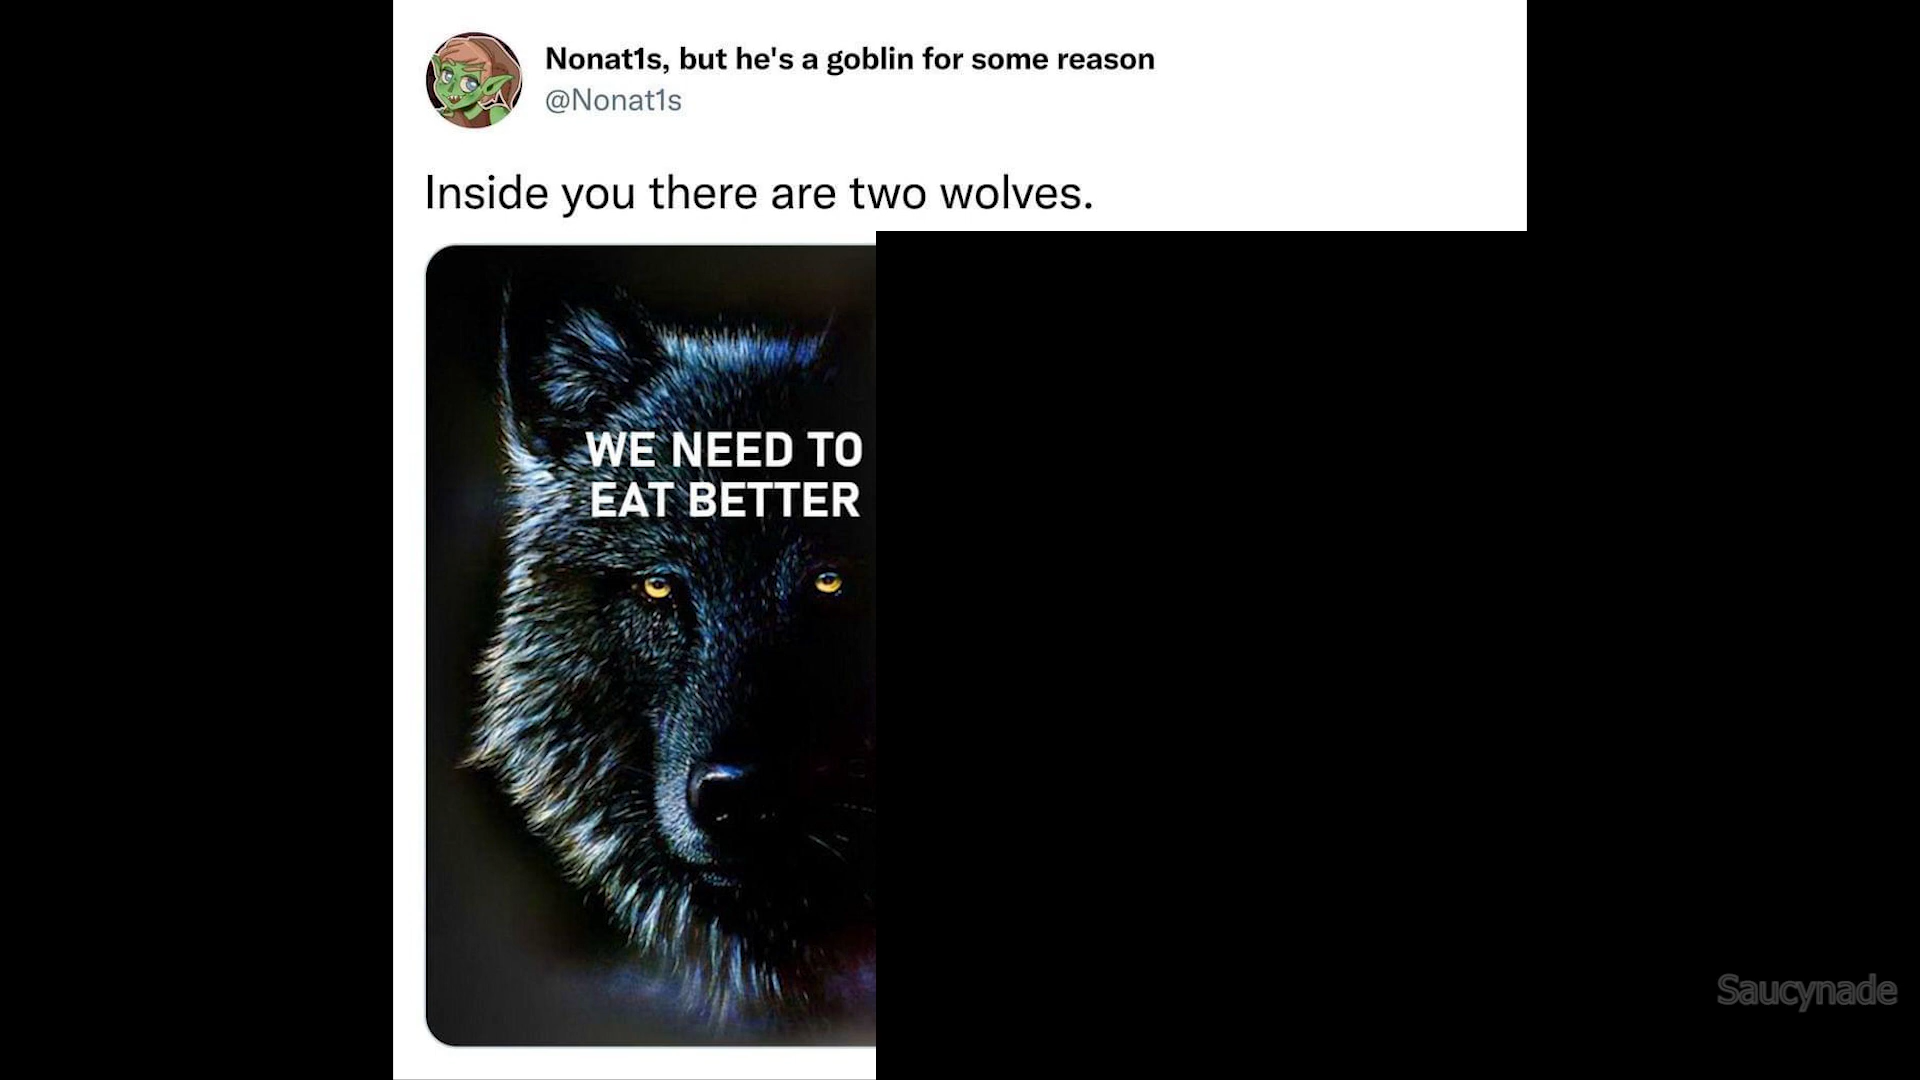 Nonat1s, but he's a goblin for some reason
@Nonat1s
Inside you there are two wolves.
WE NEED TO
EAT BETTER
Saucynade